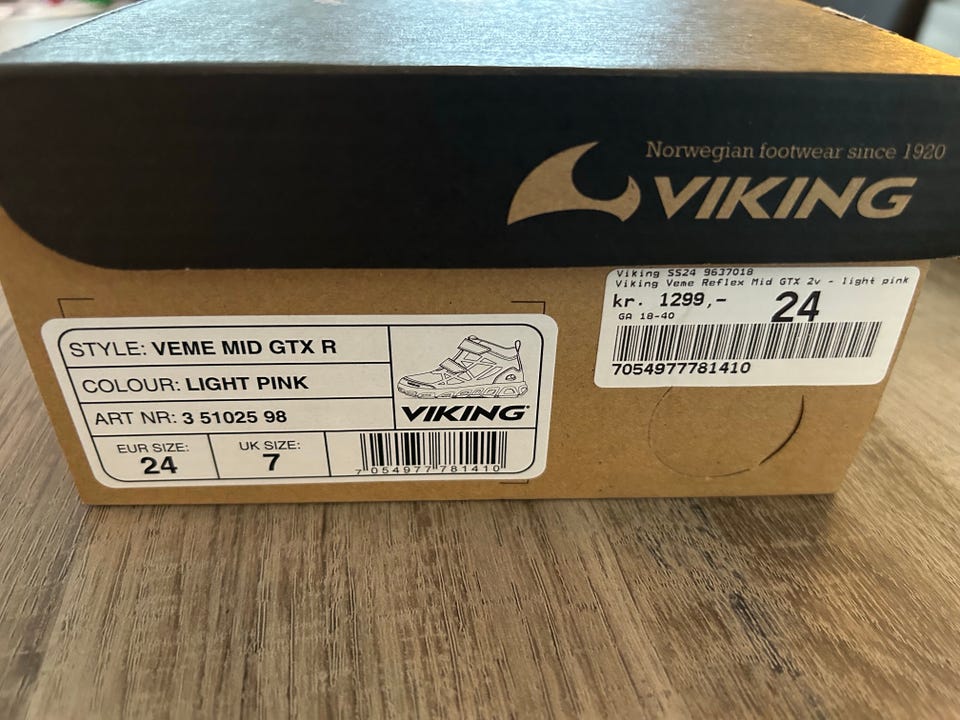 Norwegian footwear since 1920
VIKING
Viking SS24 9637018
Viking Veme Reflex Mid GTX 2v - light pink
kr. 1299,- 24
GA 18-40
7054977781410
STYLE: VEME MID GTX R
COLOUR: LIGHT PINK
ART NR: 3 51025 98
VIKING
EUR SIZE:
24
UK SIZE:
7
7 054977 781410